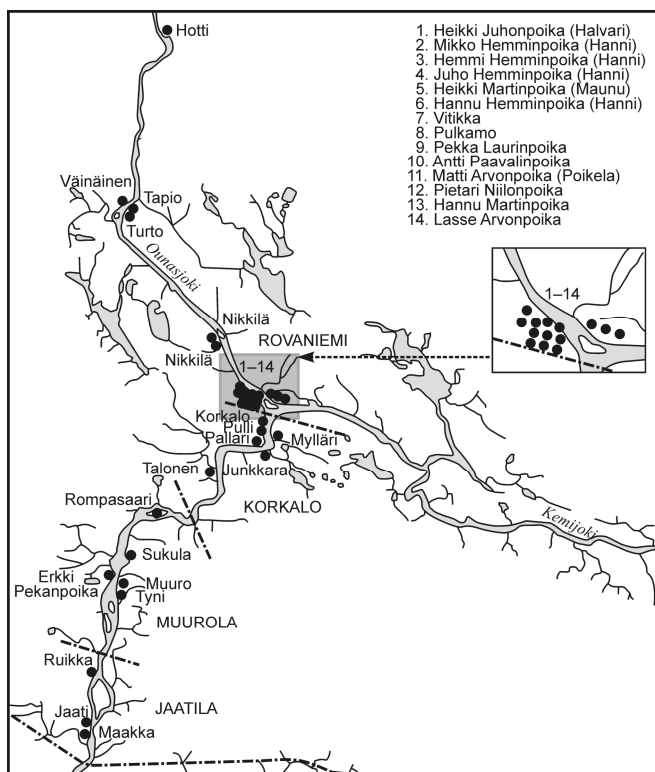 Hotti
1. Heikki Juhonpoika (Halvari)
2. Mikko Hemminpoika (Hanni)
3. Hemmi Hemminpoika (Hanni)
4. Juho Hemminpoika (Hanni)
5. Heikki Martinpoika (Maunu)
6. Hannu Hemminpoika (Hanni)
7. Vitikka
8. Pulkamo
9. Pekka Laurinpoika
10. Antti Paavalinpoika
11. Matti Arvonpoika (Poikela)
12. Pietari Niilonpoika
13. Hannu Martinpoika
14. Lasse Arvonpoika
Väinäinen
Tapio
Turto
Ounasjoki
1–14
Nikkilä
ROVANIEMI
Nikkilä
1–14
Korkalo
Pulli
Pallari
Mylläri
Talonen
Junkkara
Rompasaari
KORKALO
Kemijoki
Sukula
Erkki
Pekanpoika
Muuro
Tyni
MUUROLA
Ruikka
Jaati
JAATILA
Maakka